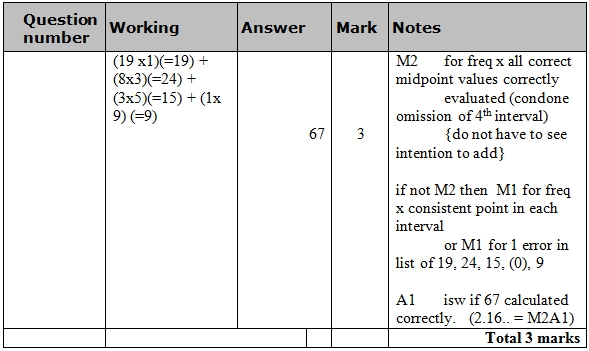 Question number Working Answer Mark Notes
(19 x1)(=19) +
(8x3)(=24) +
(3x5)(=15) + (1x
9) (=9)
67
3
M2 for freq x all correct
midpoint values correctly
evaluated (condone
omission of 4th interval)
{do not have to see
intention to add}
if not M2 then M1 for freq
x consistent point in each
interval
or M1 for 1 error in
list of 19, 24, 15, (0), 9
A1 isw if 67 calculated
correctly. (2.16.. = M2A1)
Total 3 marks